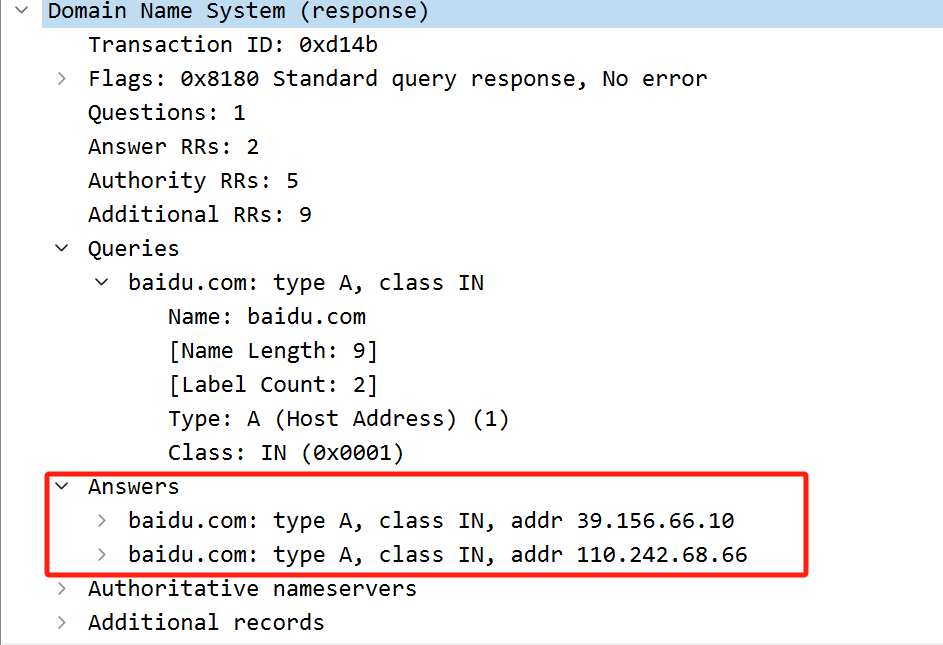 Domain Name System (response)
Transaction ID: 0xd14b
Flags: 0x8180 Standard query response, No error
Questions: 1
Answer RRs: 2
Authority RRs: 5
Additional RRs: 9
Queries
baidu.com: type A, class IN
Name: baidu.com
[Name Length: 9]
[Label Count: 2]
Type: A (Host Address) (1)
Class: IN (0x0001)
Answers
baidu.com: type A, class IN, addr 39.156.66.10
baidu.com: type A, class IN, addr 110.242.68.66
Authoritative nameservers
Additional records